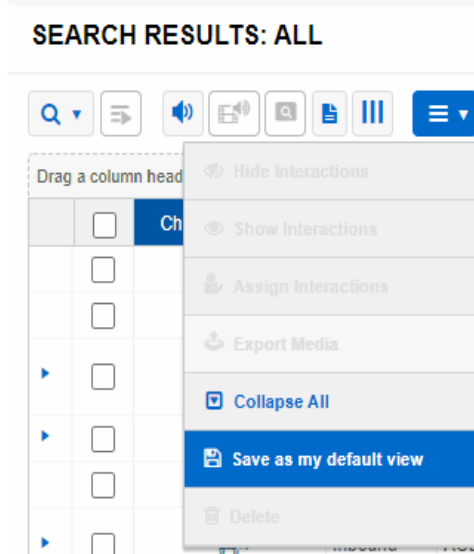 SEARCH RESULTS: ALL
Drag a column head
Ch
Hide Interactions
Show Interactions
Assign Interactions
Export Media
Collapse All
Save as my default view
Delete